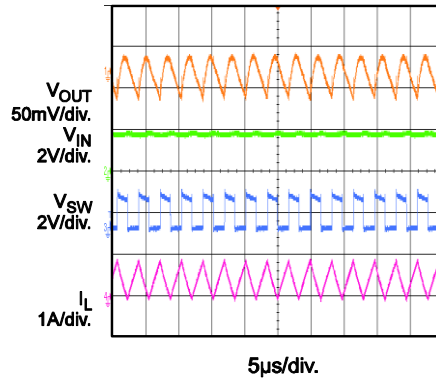 VOUT
50mV/div.
VIN
2V/div.
VSW
2V/div.
IL
1A/div.
5µs/div.